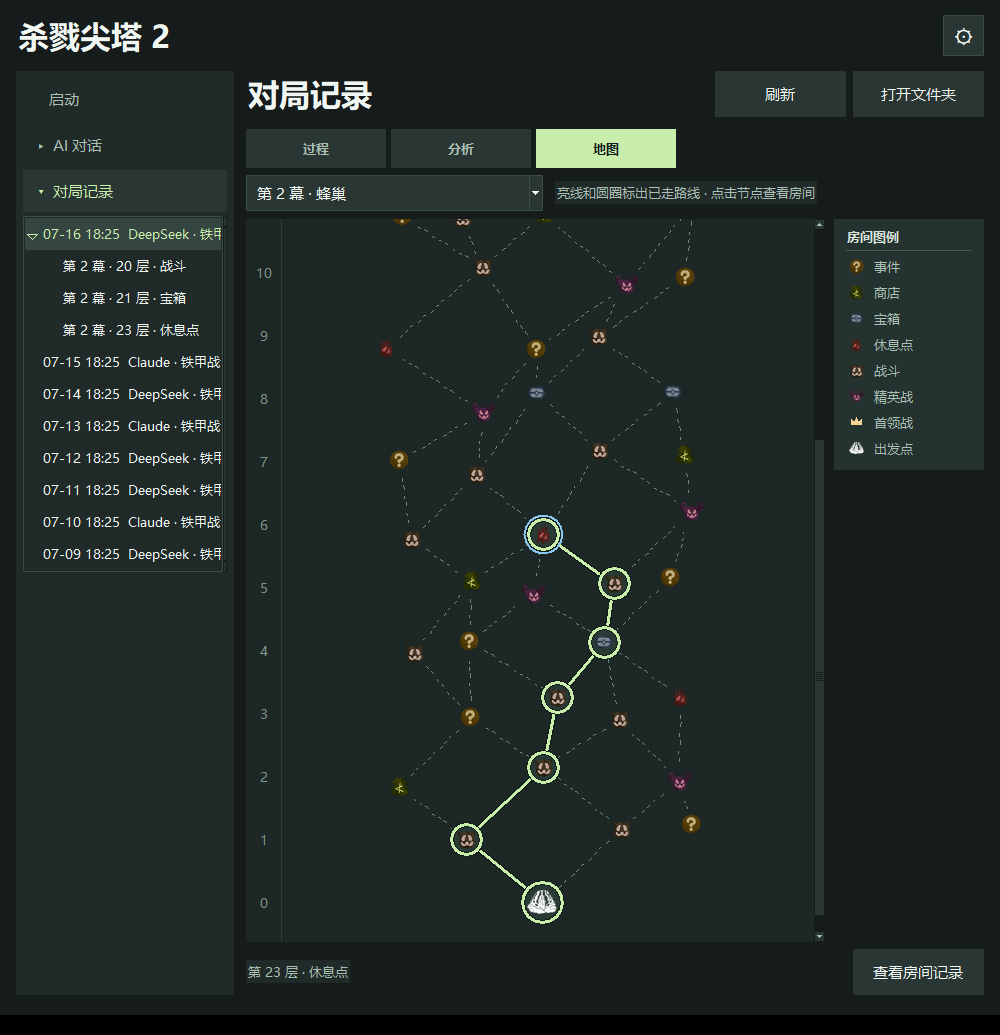 杀戮尖塔 2
启动
AI 对话
对局记录
07-16 18:25 DeepSeek · 铁甲
第 2 幕 · 20 层 · 战斗
第 2 幕 · 21 层 · 宝箱
第 2 幕 · 23 层 · 休息点
07-15 18:25 Claude · 铁甲战
07-14 18:25 DeepSeek · 铁甲
07-13 18:25 Claude · 铁甲战
07-12 18:25 DeepSeek · 铁甲
07-11 18:25 DeepSeek · 铁甲
07-10 18:25 Claude · 铁甲战
07-09 18:25 DeepSeek · 铁甲
对局记录
刷新
打开文件夹
过程
分析
地图
第 2 幕 · 蜂巢
亮线和圆圈标出已走路线 · 点击节点查看房间
10
9
8
7
6
5
4
3
2
1
0
房间图例
事件
商店
宝箱
休息点
战斗
精英战
首领战
出发点
第 23 层 · 休息点
查看房间记录